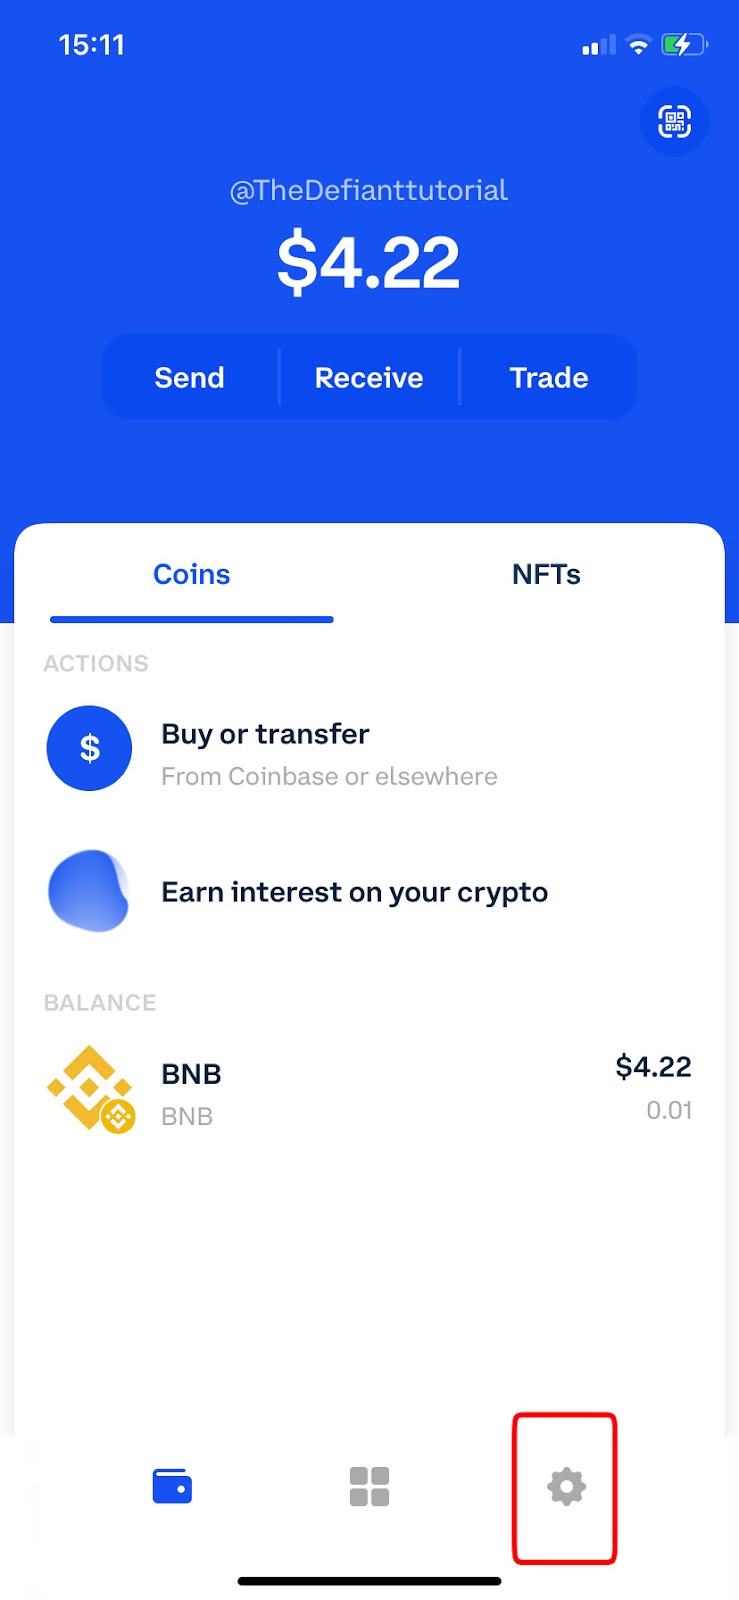 15:11
@TheDefianttutorial
$4.22
Send Receive Trade
Coins NFTs
ACTIONS
$
Buy or transfer
From Coinbase or elsewhere
Earn interest on your crypto
BALANCE
BNB $4.22
BNB 0.01